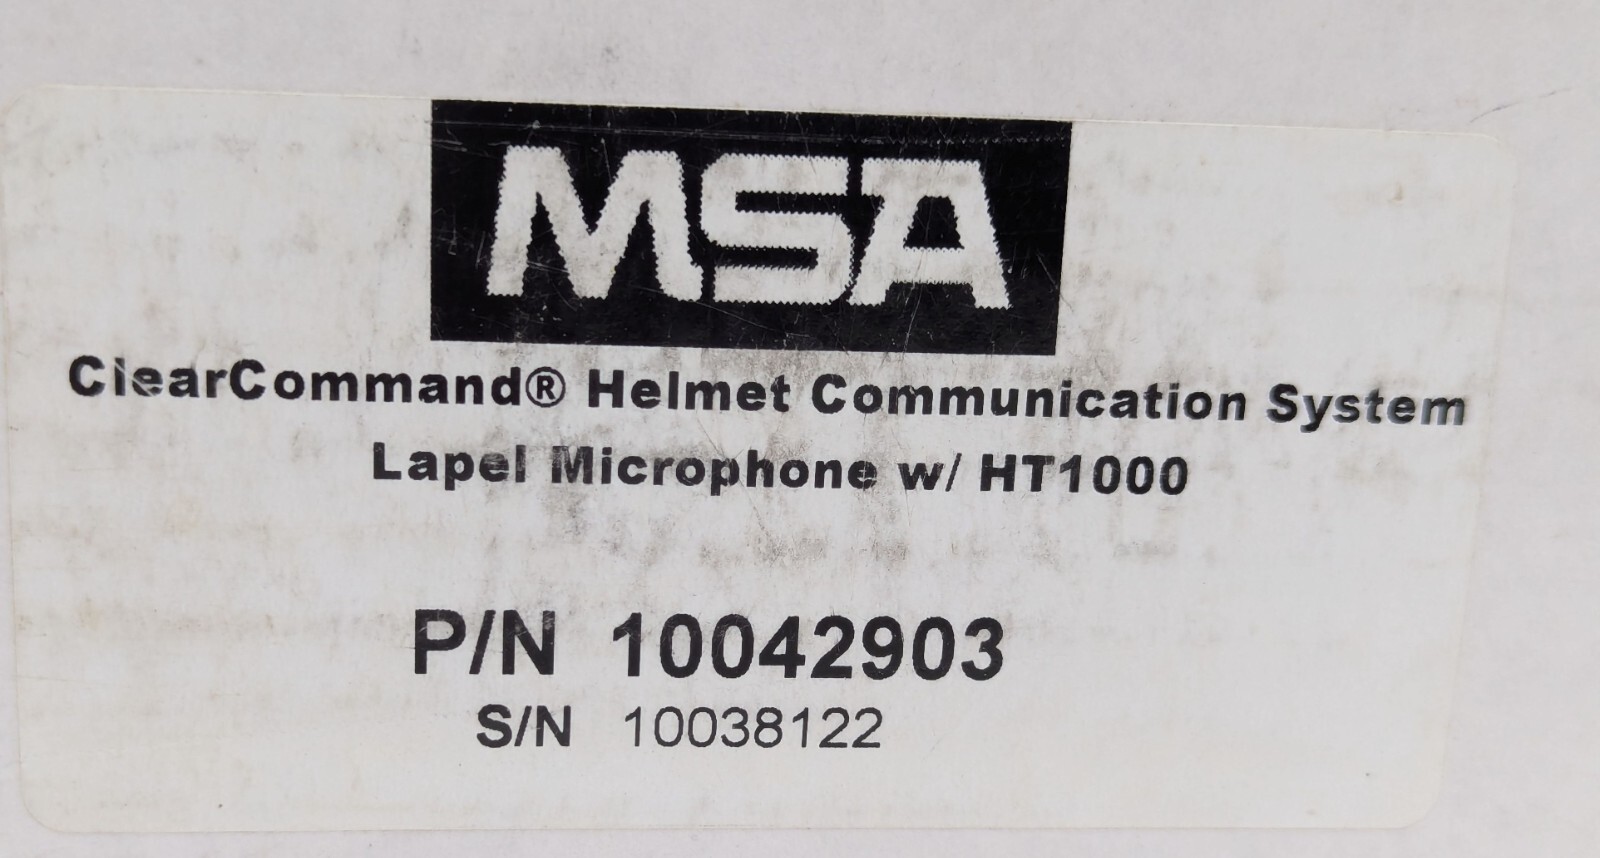 MSA
ClearCommand® Helmet Communication System
Lapel Microphone w/ HT1000
P/N 10042903
S/N 10038122